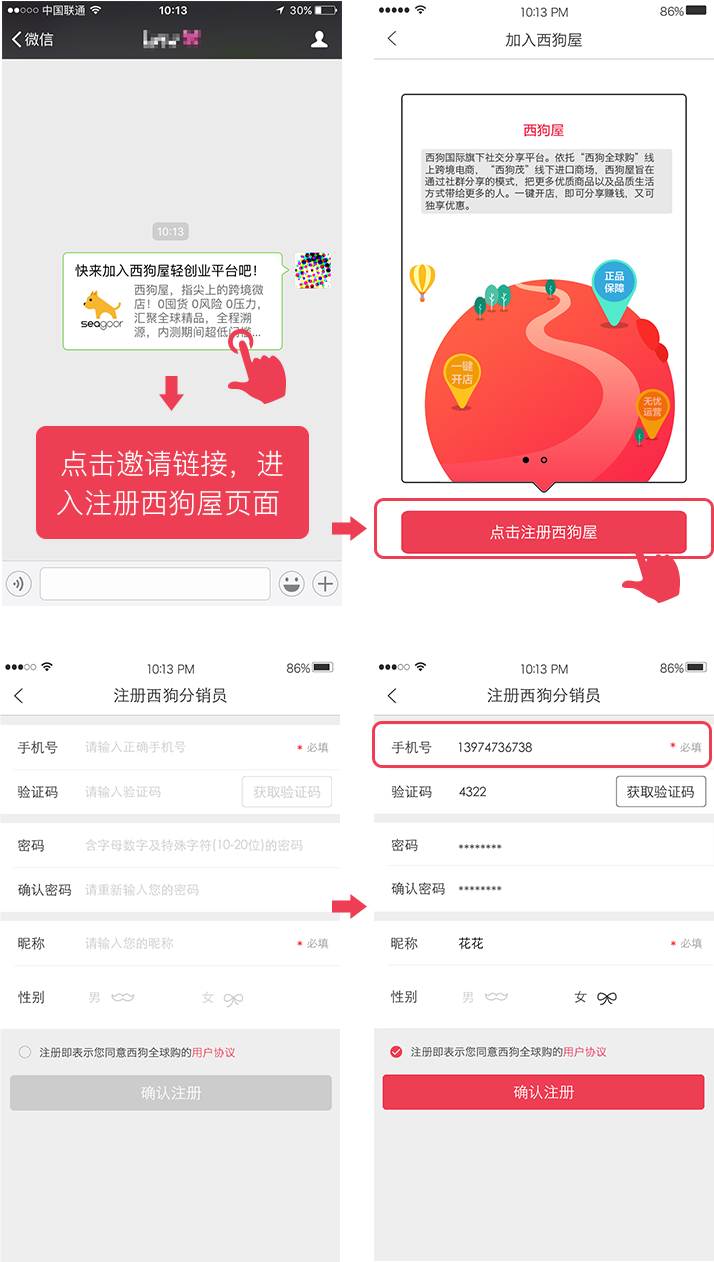 中国联通
10:13
30%
微信
10:13
快来加入西狗屋轻创业平台吧！
西狗屋，指尖上的跨境微
店！0囤货 0风险 0压力，
汇聚全球精品，全程溯
源，内测期间超低门槛...
seagoor
点击邀请链接，进
入注册西狗屋页面
10:13 PM
86%
加入西狗屋
西狗屋
西狗国际旗下社交分享平台。依托“西狗全球购”线
上跨境电商，“西狗茂”线下进口商场，西狗屋旨在
通过社群分享的模式，把更多优质商品以及品质生活
方式带给更多的人。一键开店，即可分享赚钱，又可
独享优惠。
正品
保障
一键
开店
无忧
运营
点击注册西狗屋
10:13 PM
86%
注册西狗分销员
手机号 请输入正确手机号 * 必填
验证码 请输入验证码 获取验证码
密码 含字母数字及特殊字符(10-20位)的密码
确认密码 请重新输入您的密码
昵称 请输入您的昵称 * 必填
性别 男 女
注册即表示您同意西狗全球购的用户协议
确认注册
10:13 PM
86%
注册西狗分销员
手机号 13974736738 * 必填
验证码 4322 获取验证码
密码 ********
确认密码 ********
昵称 花花 * 必填
性别 男 女
注册即表示您同意西狗全球购的用户协议
确认注册